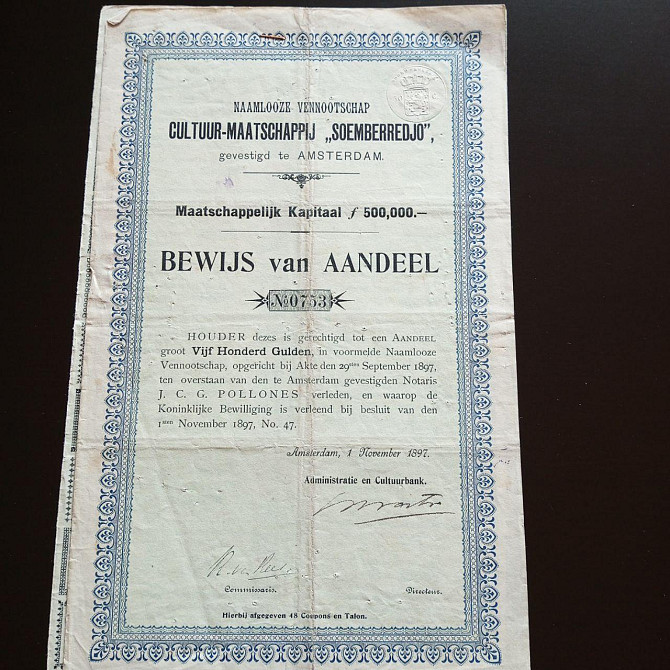 NAAMLOOZE VENNOOTSCHAP
CULTUUR-MAATSCHAPPIJ „SOEMBERREDJO”,
gevestigd te AMSTERDAM.
Maatschappelijk Kapitaal ƒ 500,000.—
BEWIJS van AANDEEL
No 0753
HOUDER dezes is gerechtigd tot een AANDEEL
groot Vijf Honderd Gulden, in voormelde Naamlooze
Vennootschap, opgericht bij Akte den 29sten September 1897,
ten overstaan van den te Amsterdam gevestigden Notaris
J. C. G. POLLONES verleden, en waarop de
Koninklijke Bewilliging is verleend bij besluit van den
1sten November 1897, No. 47.
Amsterdam, 1 November 1897.
Administratie en Cultuurbank.
Commissaris. Directeur.
Hierbij afgegeven 48 Coupons en Talon.